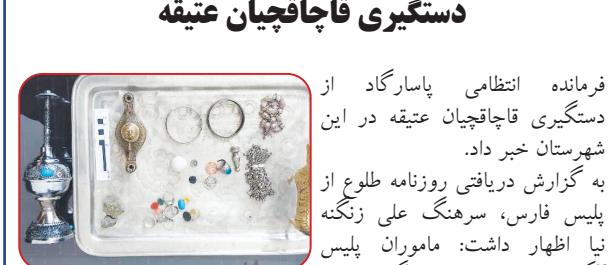 دستگیری قاچاقچیان عتیقه
فرمانده انتظامی پاسارگاد از
دستگیری قاچاقچیان عتیقه در این
شهرستان خبر داد.
به گزارش دریافتی روزنامه طلوع از
پلیس فارس، سرهنگ علی زنگنه
نیا اظهار داشت: ماموران پلیس